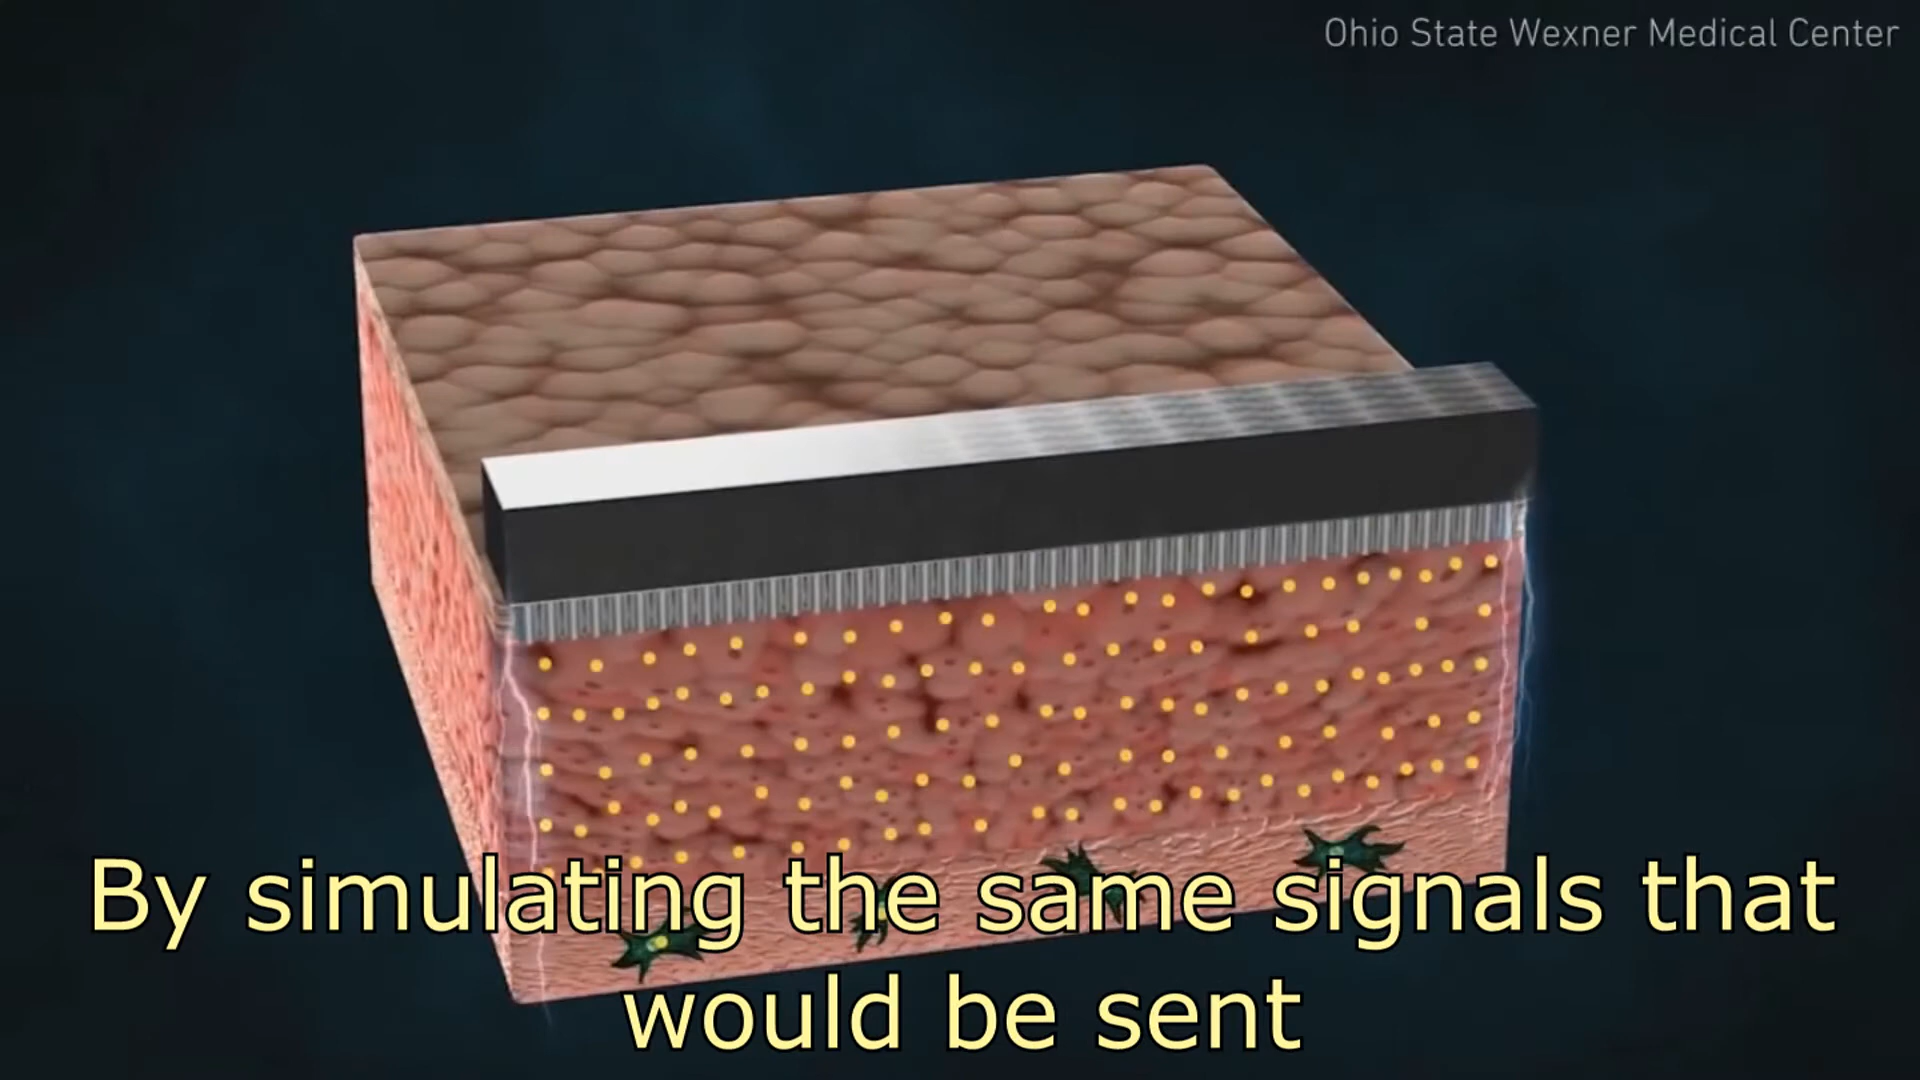 Ohio State Wexner Medical Center
By simulating the same signals that
would be sent